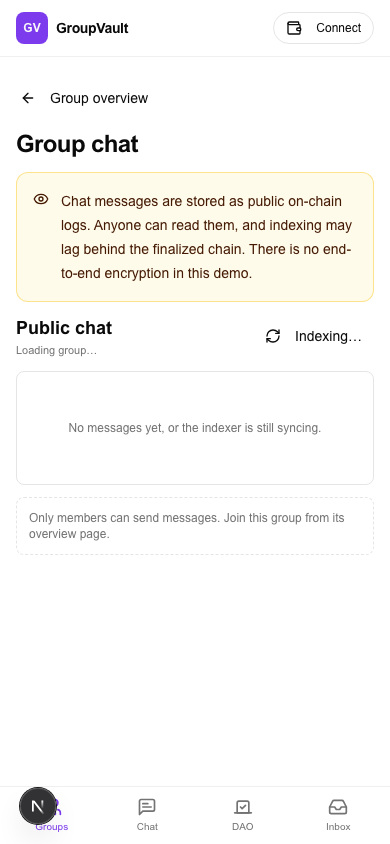 GV GroupVault Connect
Group overview
Group chat
Chat messages are stored as public on-chain
logs. Anyone can read them, and indexing may
lag behind the finalized chain. There is no end-
to-end encryption in this demo.
Public chat
Indexing…
Loading group…
No messages yet, or the indexer is still syncing.
Only members can send messages. Join this group from its
overview page.
N
Groups Chat DAO Inbox